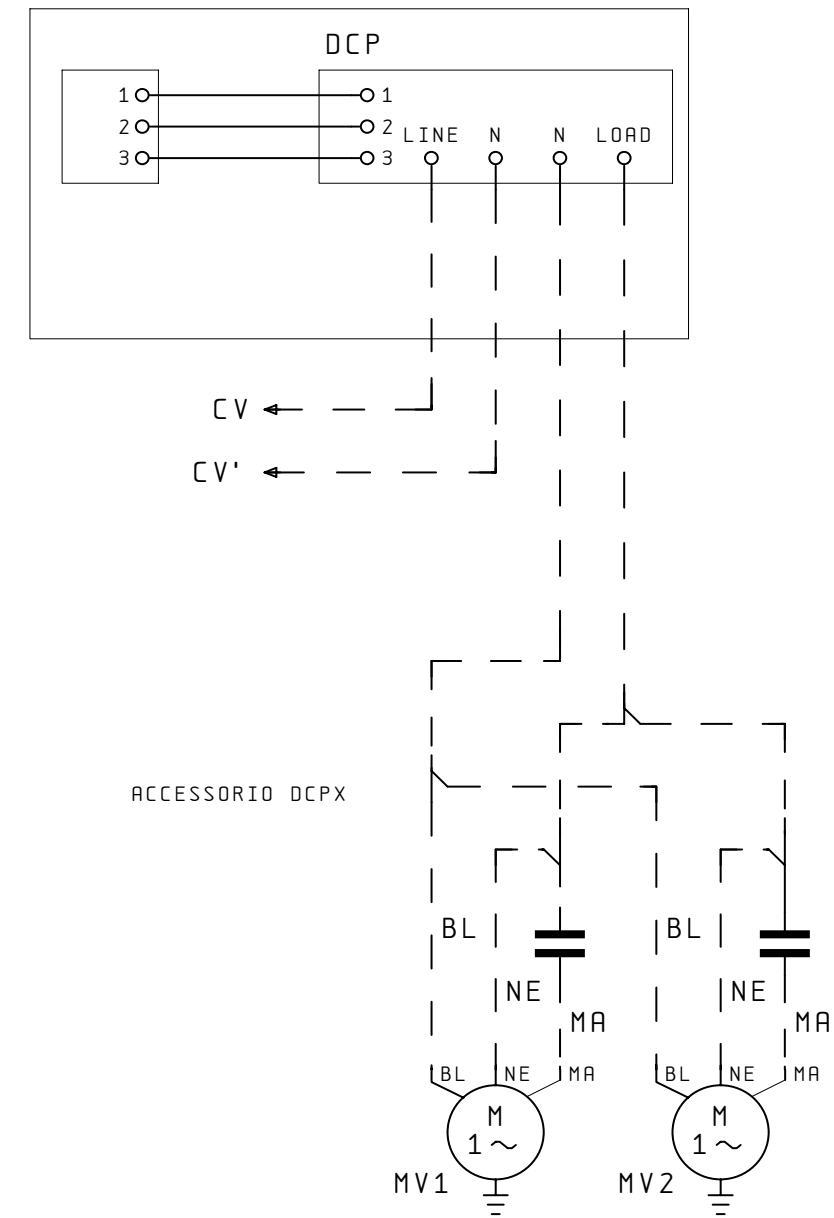 DCP
1 1
2 2 LINE N N LOAD
3 3
CV
CV'
ACCESSORIO DCPX
BL BL
NE NE
MA MA
BL NE MA BL NE MA
M M
1~ 1~
MV1 MV2